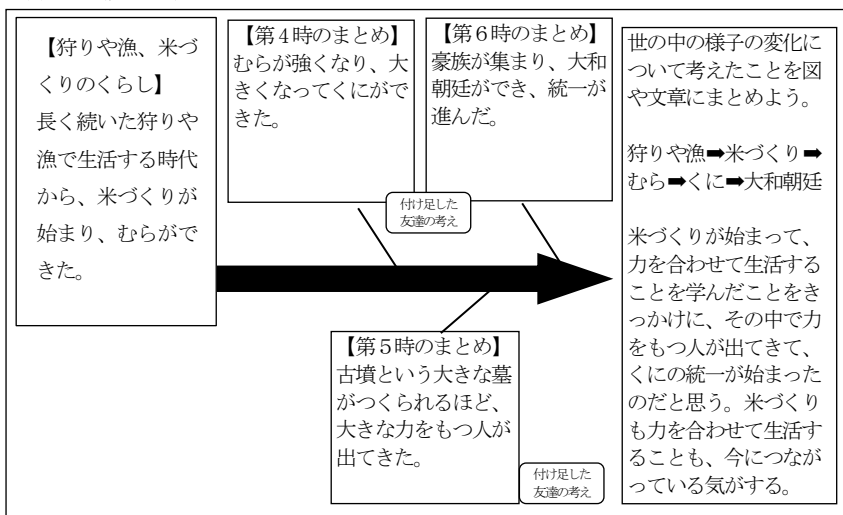 【狩りや漁、米づ
くりのくらし】
長く続いた狩りや
漁で生活する時代
から、米づくりが
始まり、むらがで
きた。
【第4時のまとめ】
むらが強くなり、大
きくなってくにがで
きた。
付け足した
友達の考え
【第6時のまとめ】
豪族が集まり、大和
朝廷ができ、統一が
進んだ。
【第5時のまとめ】
古墳という大きな墓
がつくられるほど、
大きな力をもつ人が
出てきた。
付け足した
友達の考え
世の中の様子の変化に
ついて考えたことを図
や文章にまとめよう。
狩りや漁➡米づくり➡
むら➡くに➡大和朝廷
米づくりが始まって、
力を合わせて生活する
ことを学んだことをき
っかけに、その中で力
をもつ人が出てきて、
くにの統一が始まった
のだと思う。米づくり
も力を合わせて生活す
ることも、今につなが
っている気がする。